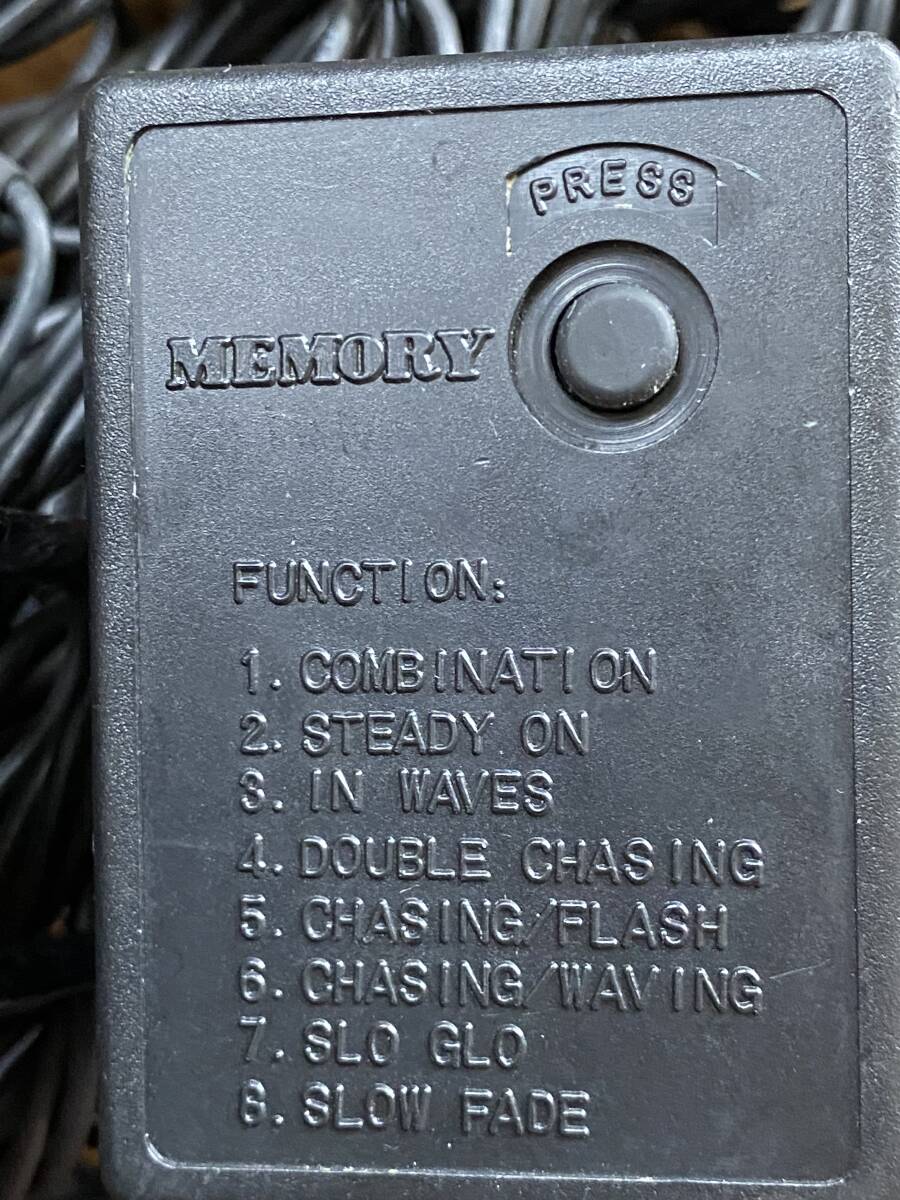 PRESS
MEMORY
FUNCTION:
1. COMBINATION
2. STEADY ON
3. IN WAVES
4. DOUBLE CHASING
5. CHASING/FLASH
6. CHASING/WAVING
7. SLO GLO
8. SLOW FADE